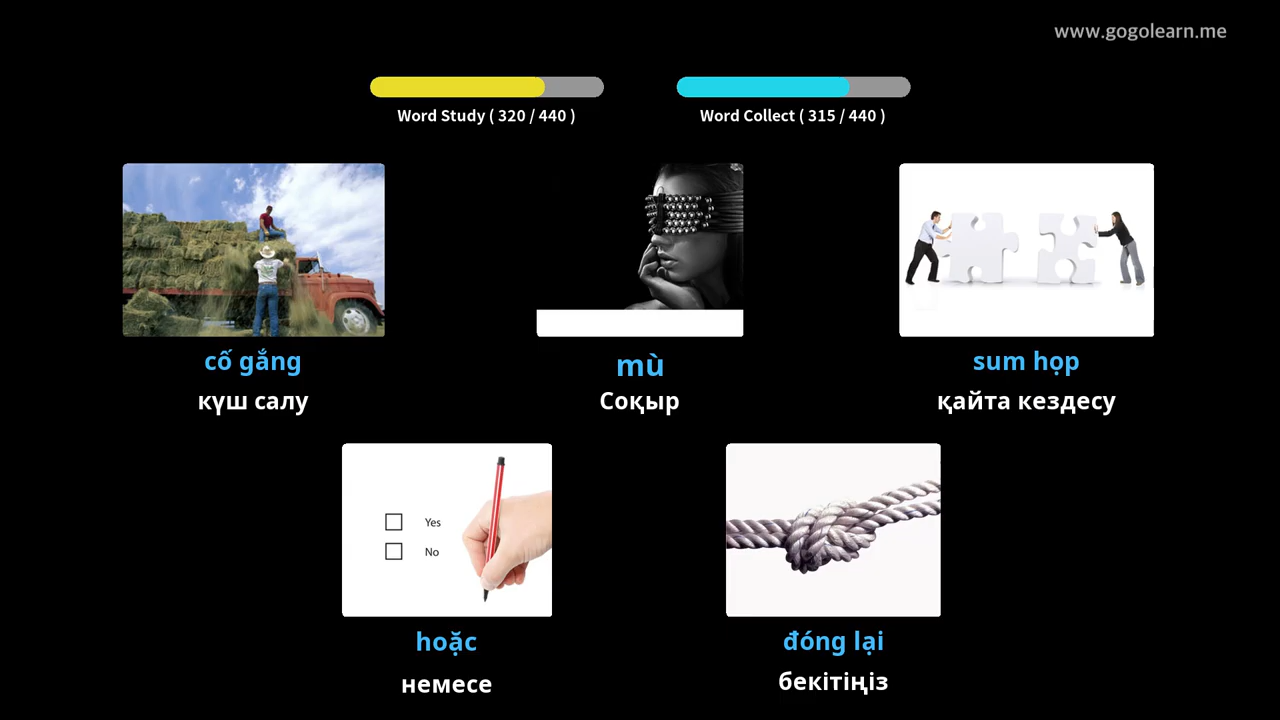 www.gogolearn.me
Word Study ( 320 / 440 )
Word Collect ( 315 / 440 )
cố gắng
күш салу
mù
Соқыр
sum họp
қайта кездесу
Yes
No
hoặc
немесе
đóng lại
бекітіңіз